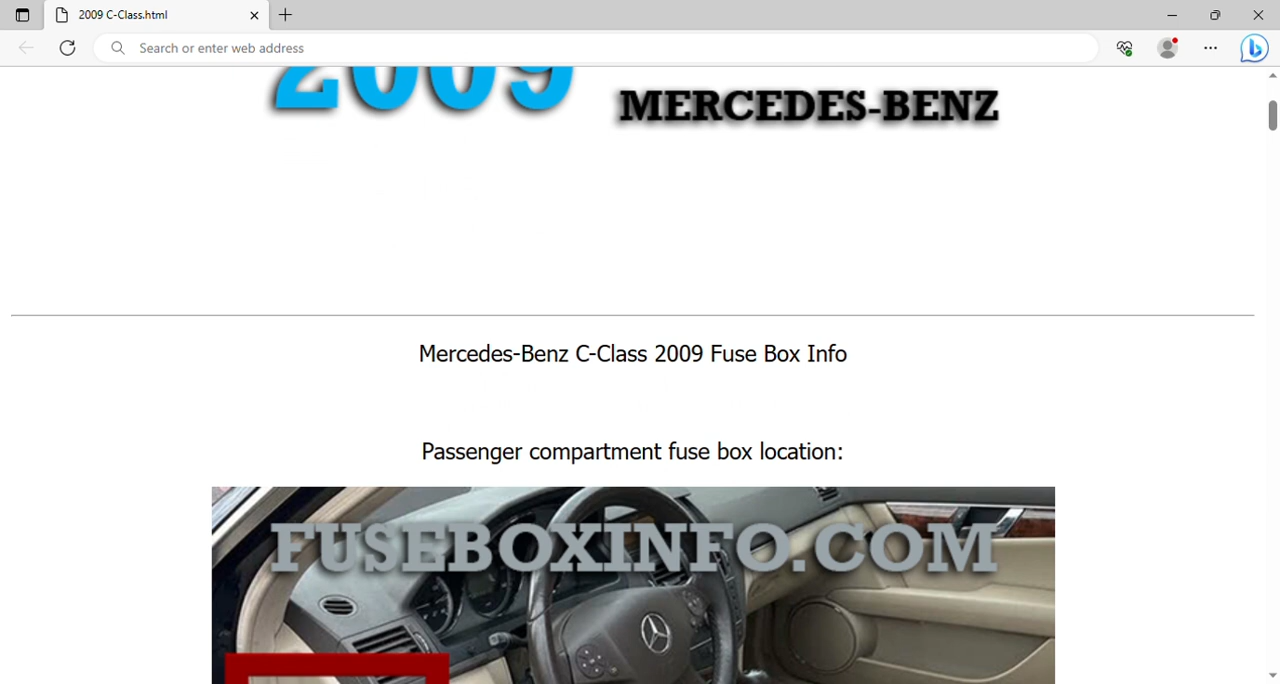 2009 C-Class.html
Search or enter web address
2009
MERCEDES-BENZ
Mercedes-Benz C-Class 2009 Fuse Box Info
Passenger compartment fuse box location:
FUSEBOXINFO.COM